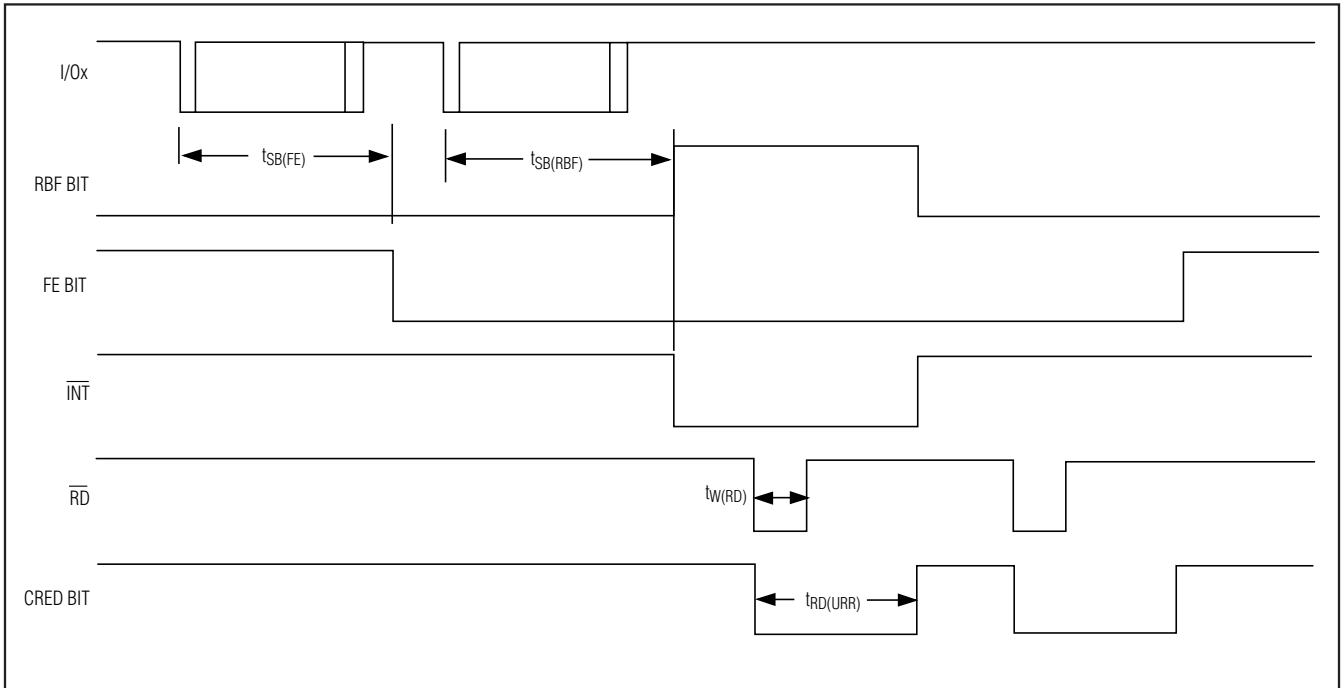 I/Ox
tSB(FE)
tSB(RBF)
RBF BIT
FE BIT
INT
RD
tW(RD)
CRED BIT
tRD(URR)